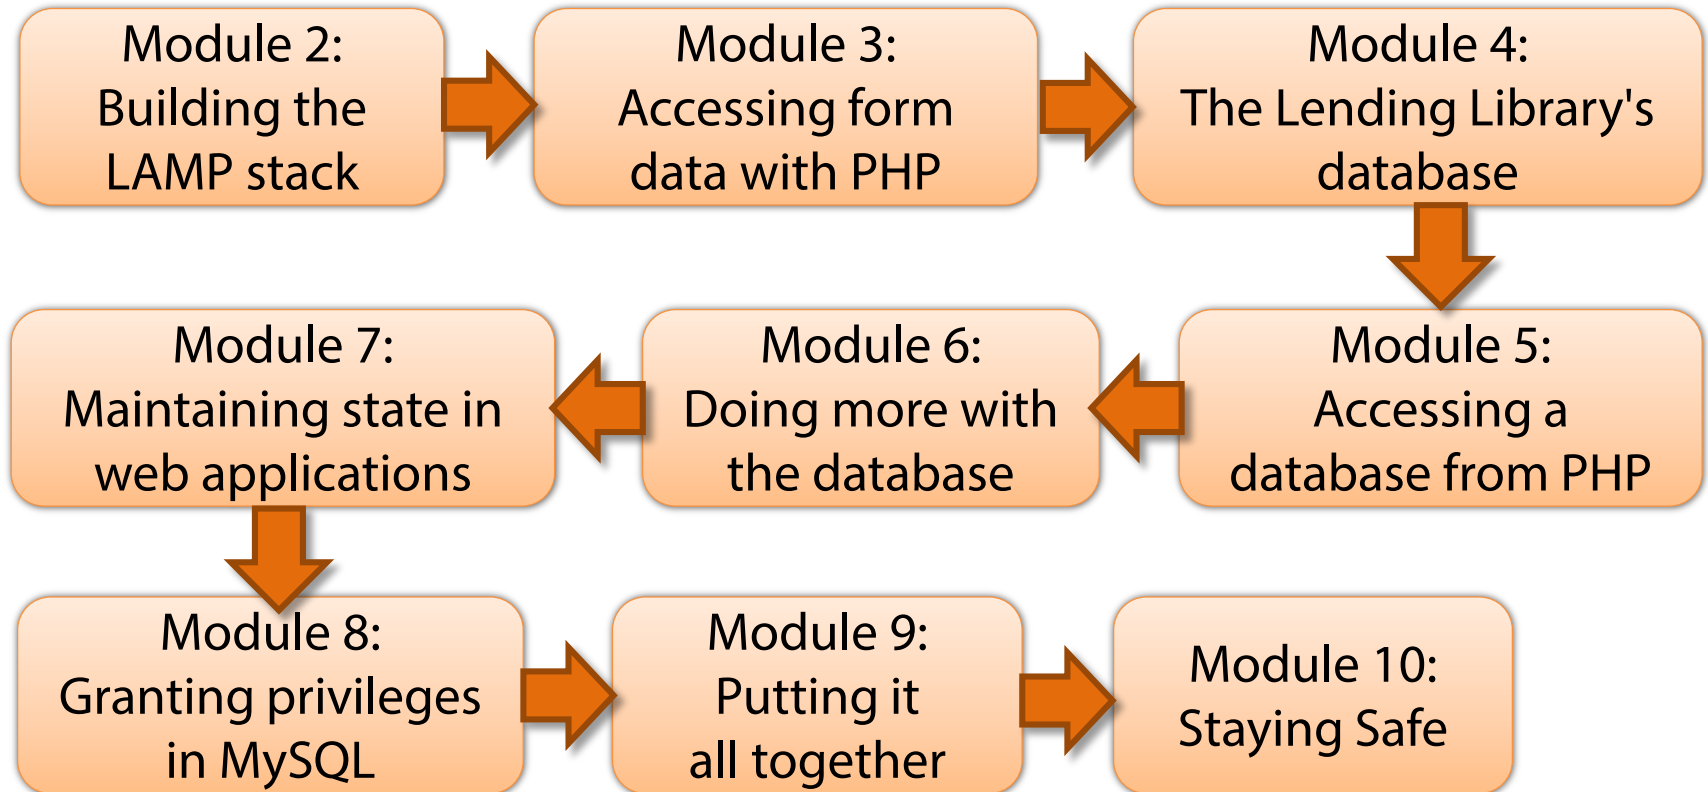 Module 2:
Building the
LAMP stack
Module 3:
Accessing form
data with PHP
Module 4:
The Lending Library's
database
Module 5:
Accessing a
database from PHP
Module 6:
Doing more with
the database
Module 7:
Maintaining state in
web applications
Module 8:
Granting privileges
in MySQL
Module 9:
Putting it
all together
Module 10:
Staying Safe